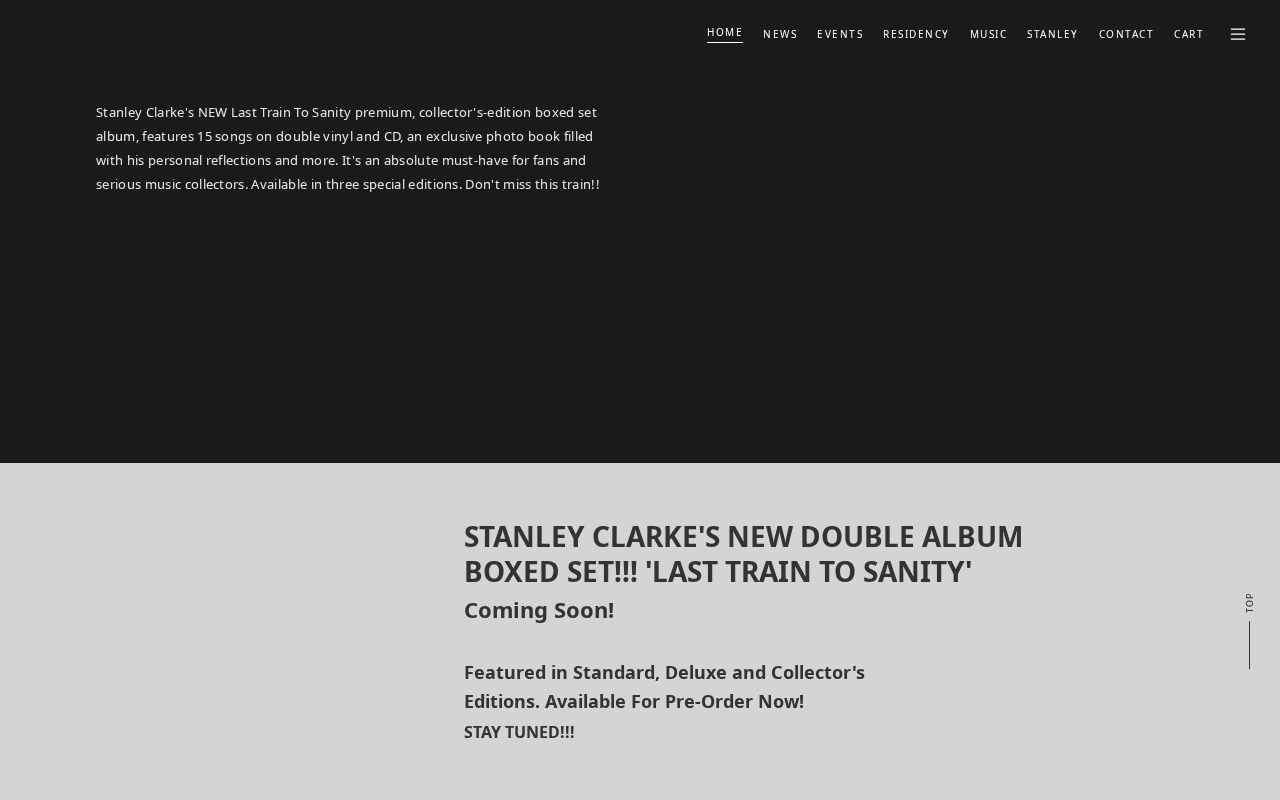 HOME NEWS EVENTS RESIDENCY MUSIC STANLEY CONTACT CART
Stanley Clarke's NEW Last Train To Sanity premium, collector's-edition boxed set
album, features 15 songs on double vinyl and CD, an exclusive photo book filled
with his personal reflections and more. It's an absolute must-have for fans and
serious music collectors. Available in three special editions. Don't miss this train!!
STANLEY CLARKE'S NEW DOUBLE ALBUM
BOXED SET!!! 'LAST TRAIN TO SANITY'
Coming Soon!
Featured in Standard, Deluxe and Collector's
Editions. Available For Pre-Order Now!
STAY TUNED!!!
TOP